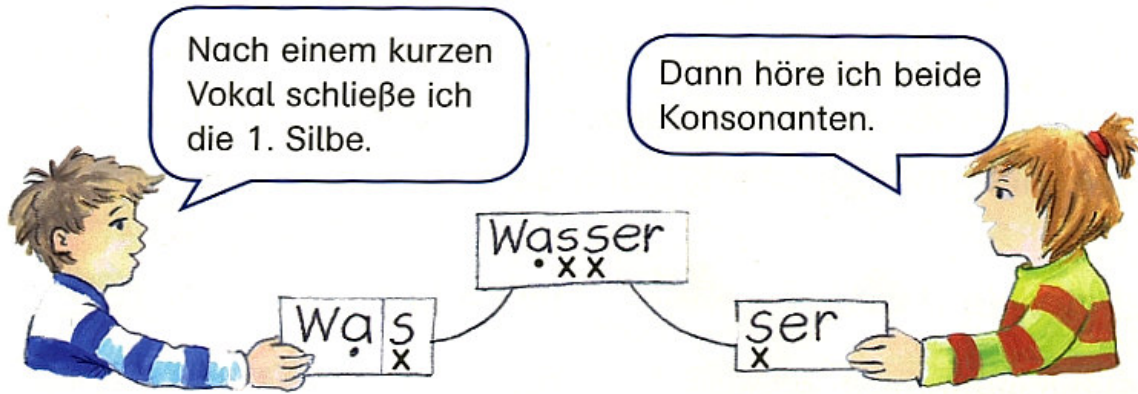 Nach einem kurzen
Vokal schließe ich
die 1. Silbe.
Dann höre ich beide
Konsonanten.
Wasser
• x x
Was
• x
ser
x